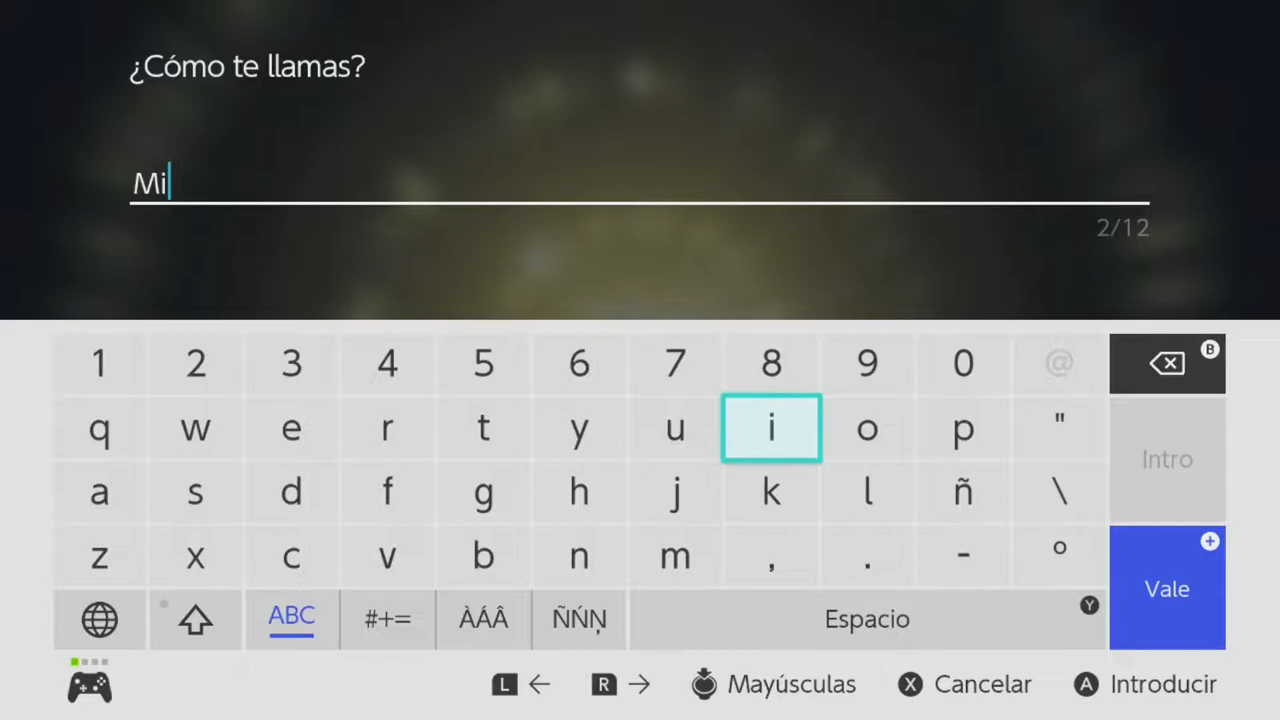 ¿Cómo te llamas?
Mi
2/12
1 2 3 4 5 6 7 8 9 0 @ B
q w e r t y u i o p "
Intro
a s d f g h j k l ñ \
z x c v b n m , . - º
Vale +
ABC #+= ÀÁÂ ÑŃŅ Espacio Y
L ← R → Mayúsculas X Cancelar A Introducir